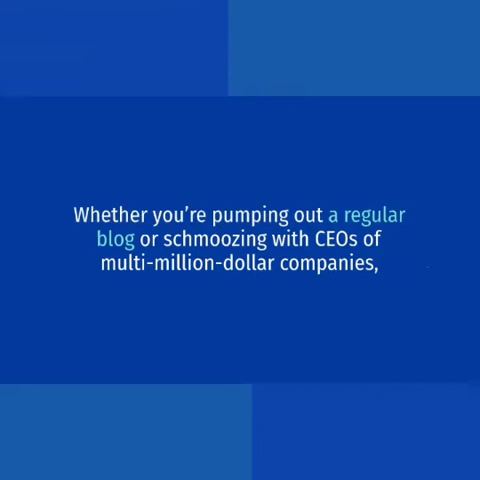 Whether you’re pumping out a regular
blog or schmoozing with CEOs of
multi-million-dollar companies,